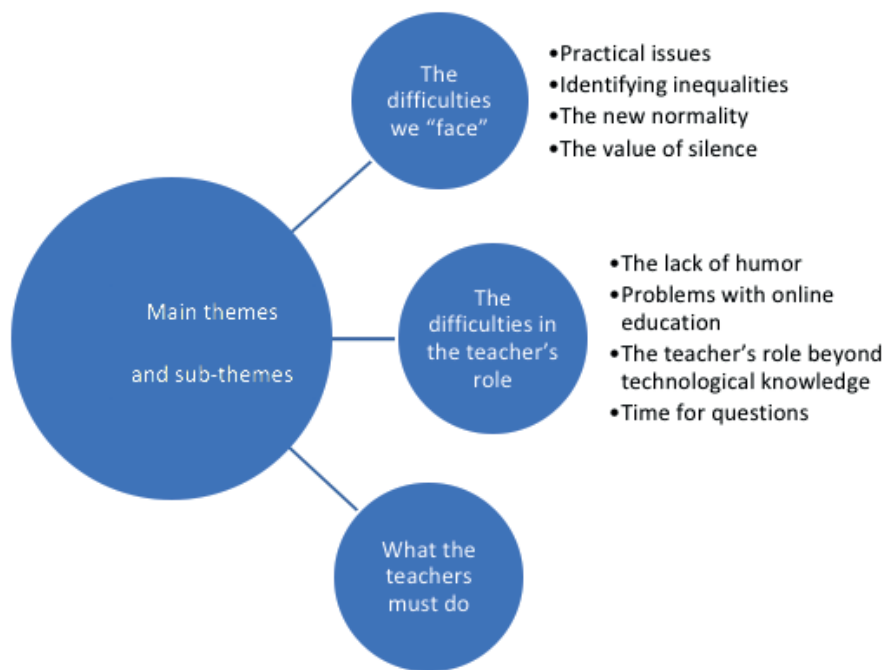 The
difficulties
we “face”
•Practical issues
•Identifying inequalities
•The new normality
•The value of silence
Main themes
and sub-themes
The
difficulties in
the teacher’s
role
•The lack of humor
•Problems with online
education
•The teacher’s role beyond
technological knowledge
•Time for questions
What the
teachers
must do